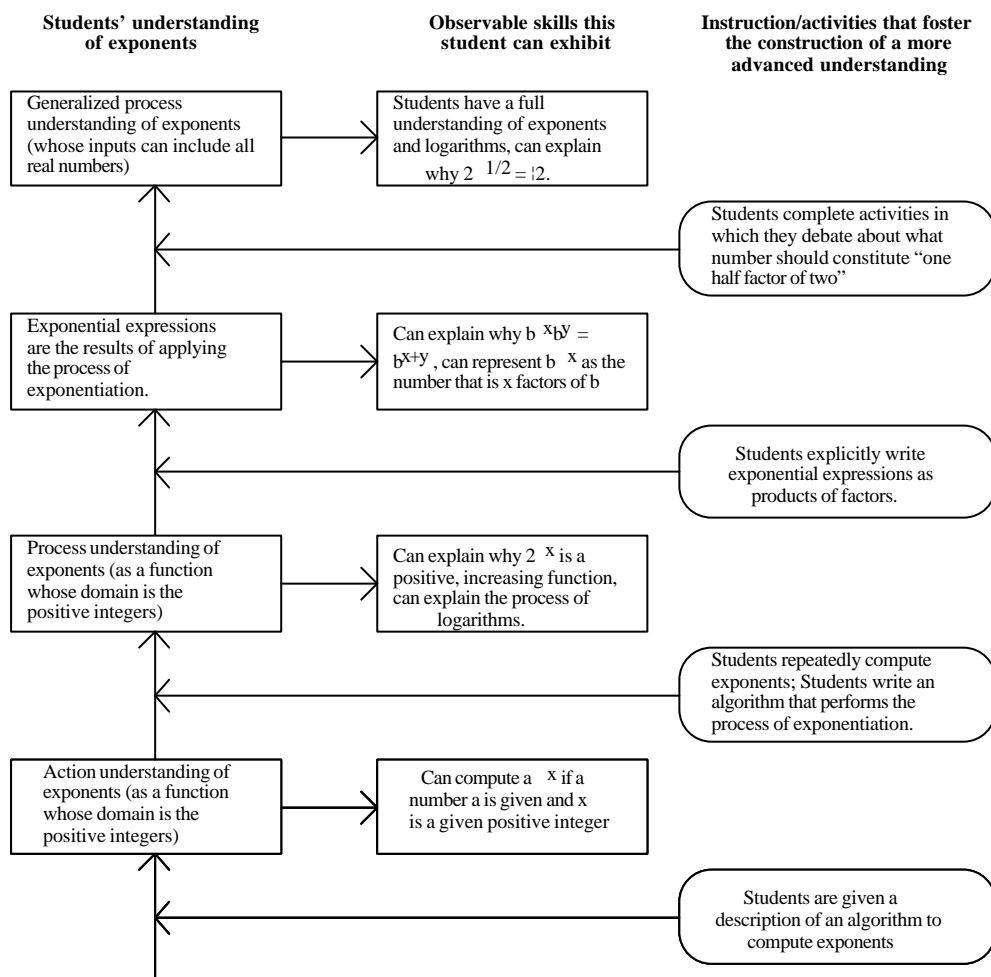 Students' understanding
of exponents
Observable skills this
student can exhibit
Instruction/activities that foster
the construction of a more
advanced understanding
Generalized process
understanding of exponents
(whose inputs can include all
real numbers)
Students have a full
understanding of exponents
and logarithms, can explain
why 2 1/2 = ¦2.
Students complete activities in
which they debate about what
number should constitute “one
half factor of two”
Exponential expressions
are the results of applying
the process of
exponentiation.
Can explain why b x by =
bx+y, can represent b x as the
number that is x factors of b
Students explicitly write
exponential expressions as
products of factors.
Process understanding of
exponents (as a function
whose domain is the
positive integers)
Can explain why 2 x is a
positive, increasing function,
can explain the process of
logarithms.
Students repeatedly compute
exponents; Students write an
algorithm that performs the
process of exponentiation.
Action understanding of
exponents (as a function
whose domain is the
positive integers)
Can compute a x if a
number a is given and x
is a given positive integer
Students are given a
description of an algorithm to
compute exponents